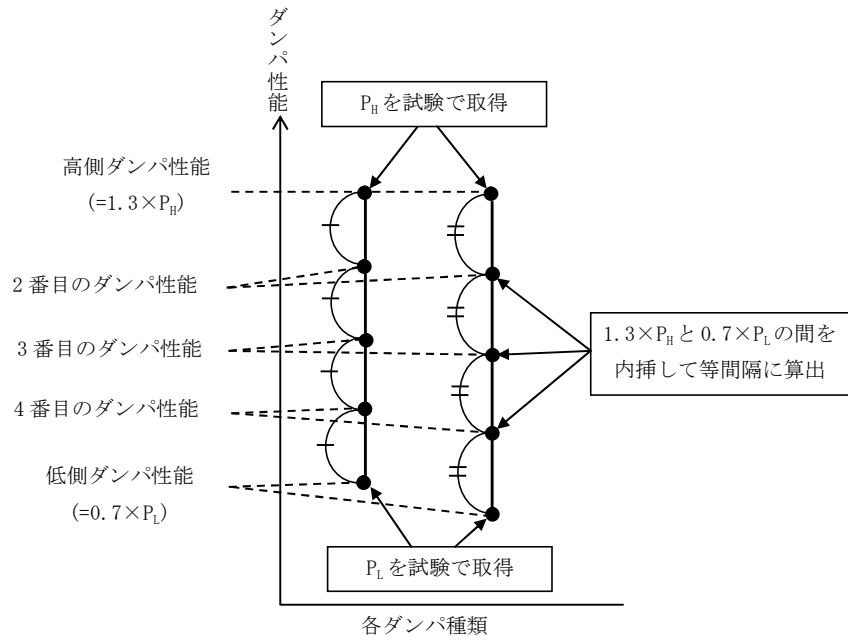 ダンパ性能
P_Hを試験で取得
高側ダンパ性能
(=1.3×P_H)
2番目のダンパ性能
3番目のダンパ性能
4番目のダンパ性能
低側ダンパ性能
(=0.7×P_L)
1.3×P_Hと0.7×P_Lの間を
内挿して等間隔に算出
P_Lを試験で取得
各ダンパ種類